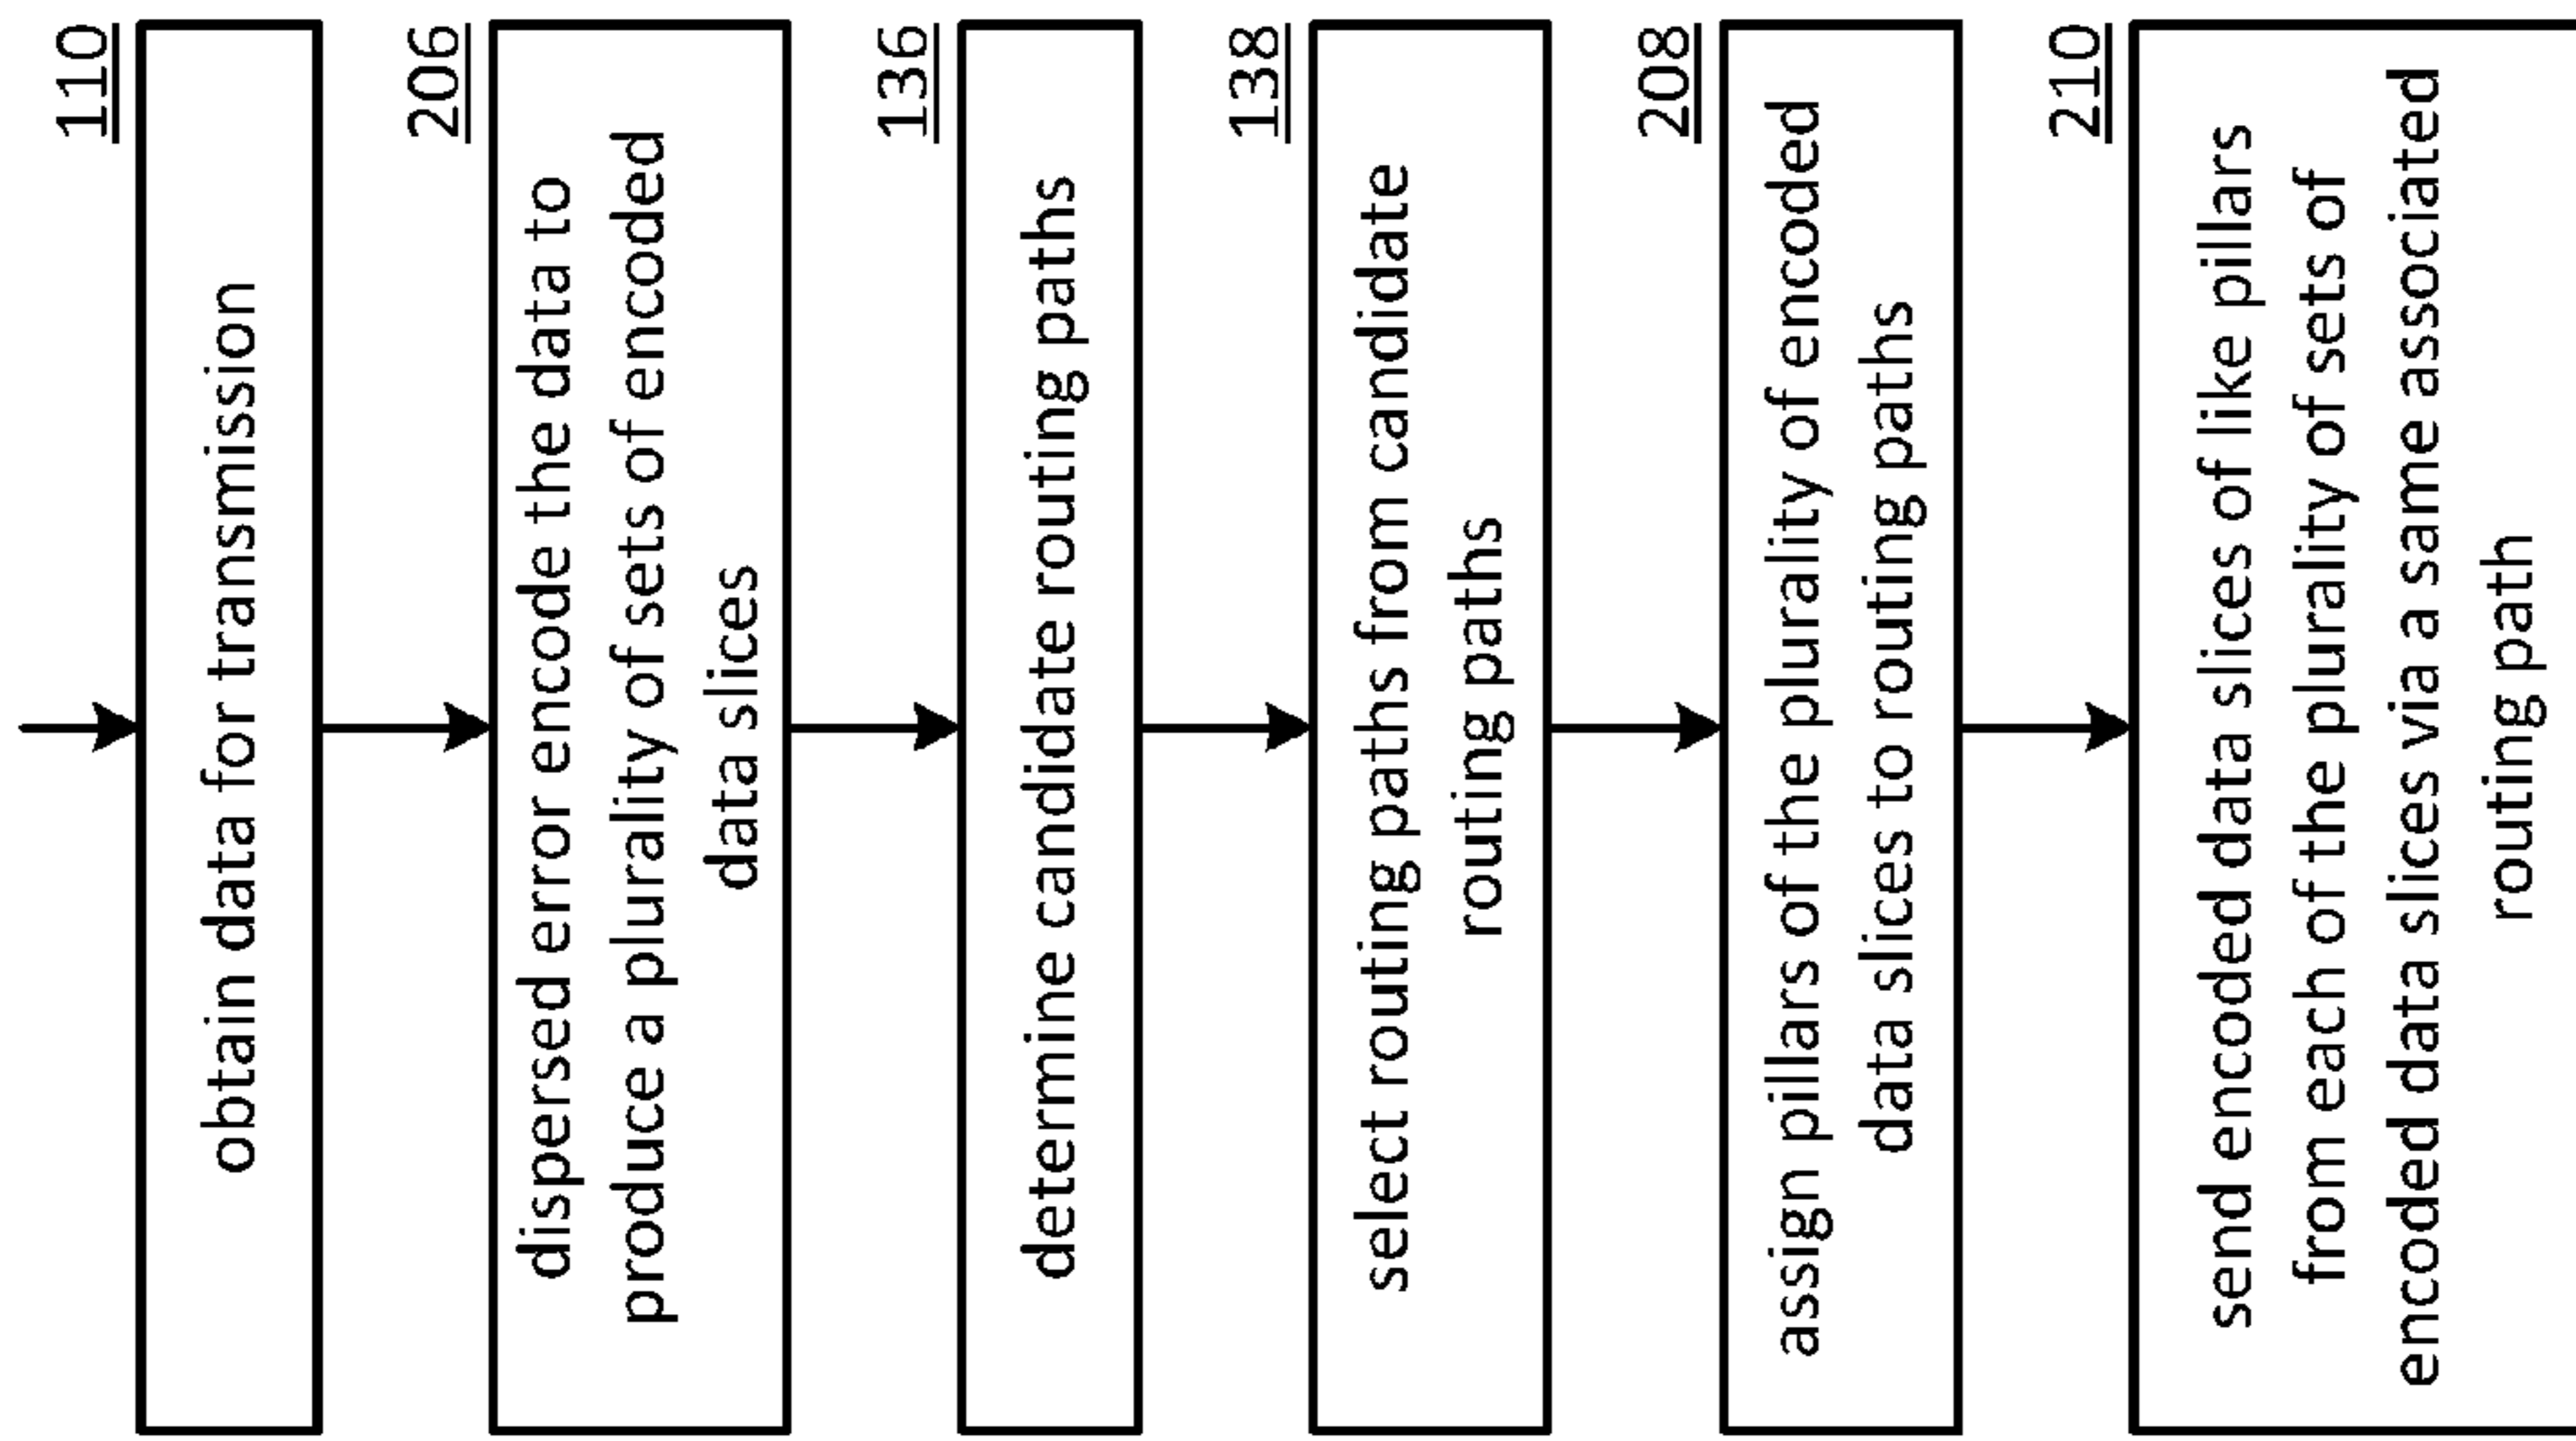 110
obtain data for transmission
206
dispersed error encode the data to
produce a plurality of sets of encoded
data slices
136
determine candidate routing paths
138
select routing paths from candidate
routing paths
208
assign pillars of the plurality of encoded
data slices to routing paths
210
send encoded data slices of like pillars
from each of the plurality of sets of
encoded data slices via a same associated
routing path